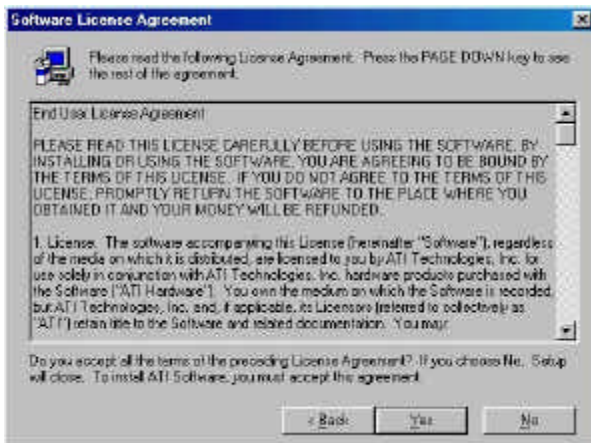 Software License Agreement
Please read the following License Agreement. Press the PAGE DOWN key to see
the rest of the agreement.
End User License Agreement
PLEASE READ THIS LICENSE CAREFULLY BEFORE USING THE SOFTWARE. BY
INSTALLING OR USING THE SOFTWARE, YOU ARE AGREEING TO BE BOUND BY
THE TERMS OF THIS LICENSE. IF YOU DO NOT AGREE TO THE TERMS OF THIS
LICENSE, PROMPTLY RETURN THE SOFTWARE TO THE PLACE WHERE YOU
OBTAINED IT AND YOUR MONEY WILL BE REFUNDED.
1. License. The software accompanying this License (hereinafter "Software"), regardless
of the media on which it is distributed, are licensed to you by ATI Technologies, Inc. for
use solely in conjunction with ATI Technologies, Inc. hardware products purchased with
the Software ("ATI Hardware"). You own the medium on which the Software is recorded,
but ATI Technologies, Inc. and, if applicable, its Licensors (referred to collectively as
"ATI") retain title to the Software and related documentation. You may:
Do you accept all the terms of the preceding License Agreement? If you choose No, Setup
will close. To install ATI Software, you must accept this agreement.
< Back
Yes
No